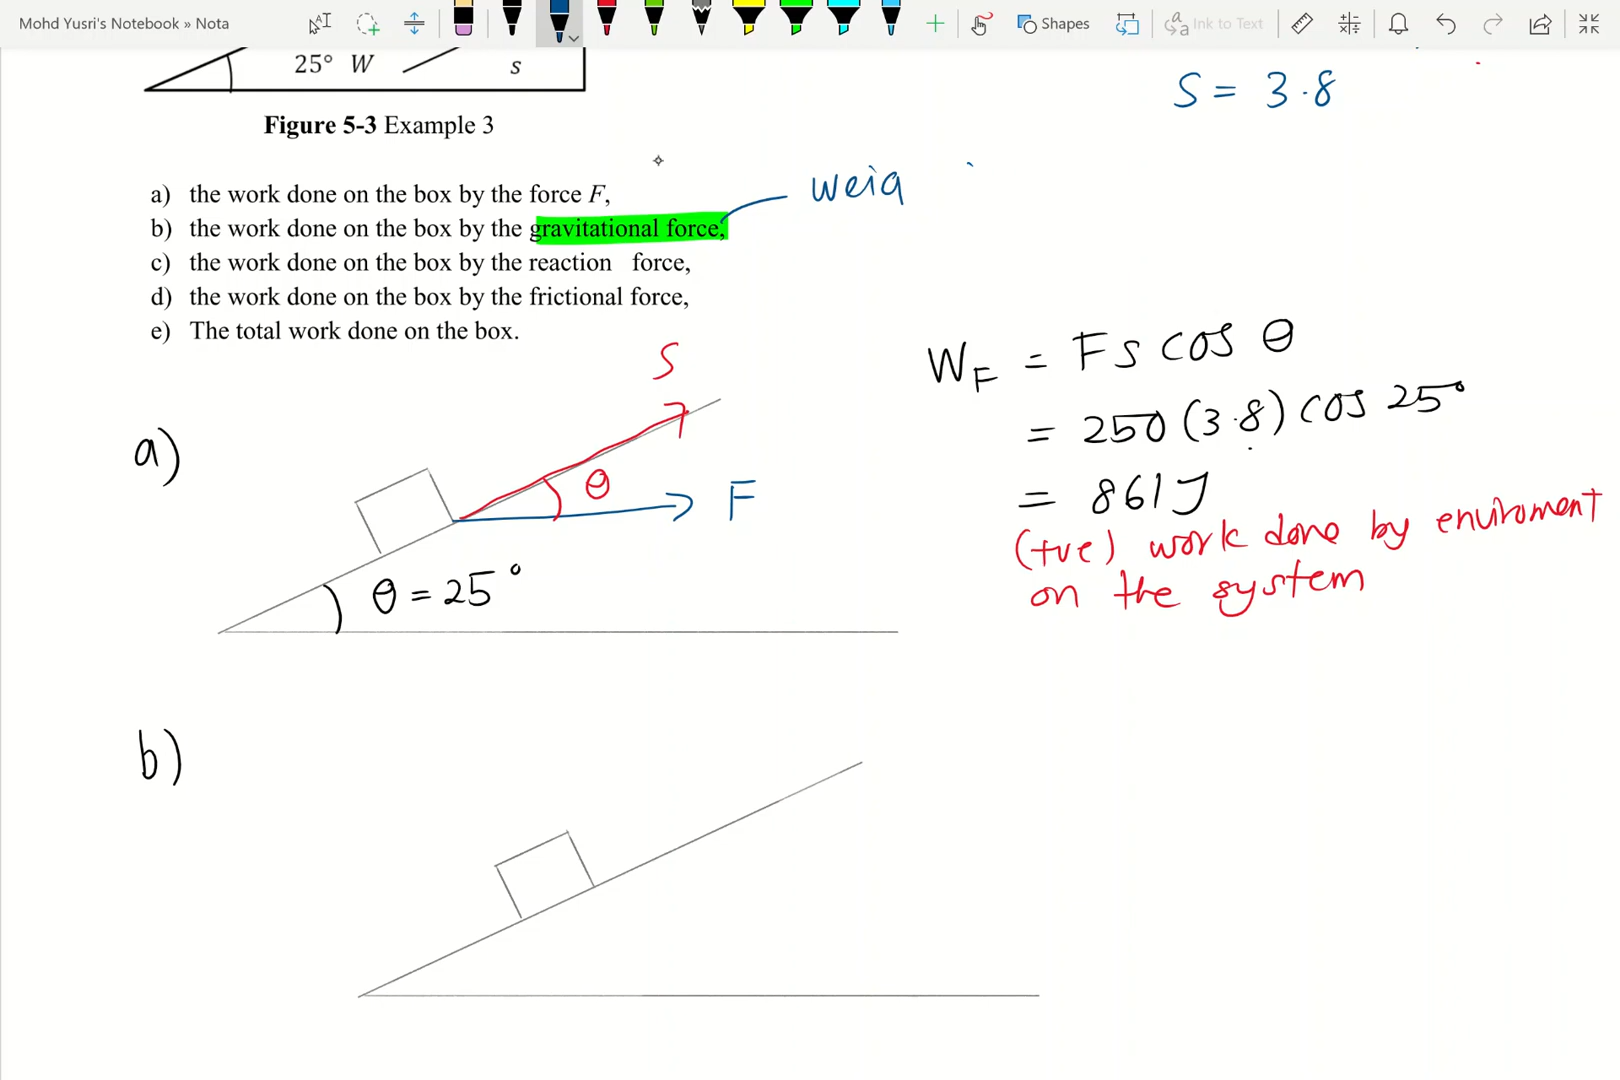 Mohd Yusri's Notebook » Nota
Shapes
Ink to Text
25° W
s
S = 3.8
Figure 5-3 Example 3
a) the work done on the box by the force F,
weig
b) the work done on the box by the gravitational force,
c) the work done on the box by the reaction force,
d) the work done on the box by the frictional force,
e) The total work done on the box.
a)
S
θ
F
θ = 25°
W_F = F s cos θ
= 250 (3.8) cos 25°
= 861 J
(+ve) work done by enviroment
on the system
b)